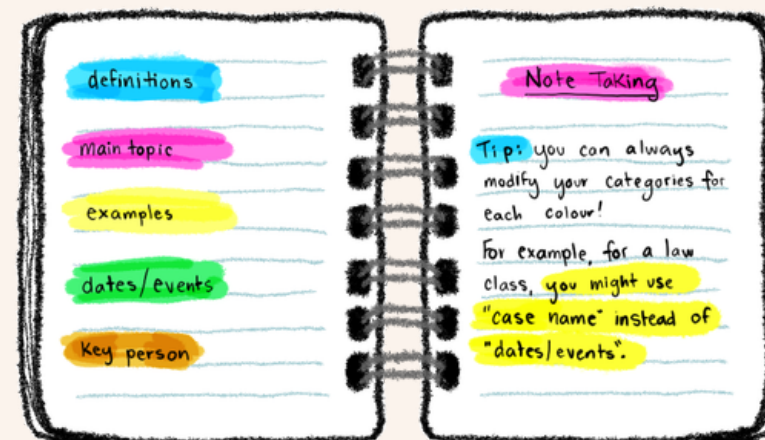 definitions
main topic
examples
dates/events
Key person
Note Taking
Tip: you can always
modify your categories for
each colour!
For example, for a law
class, you might use
"case name" instead of
"dates/events".